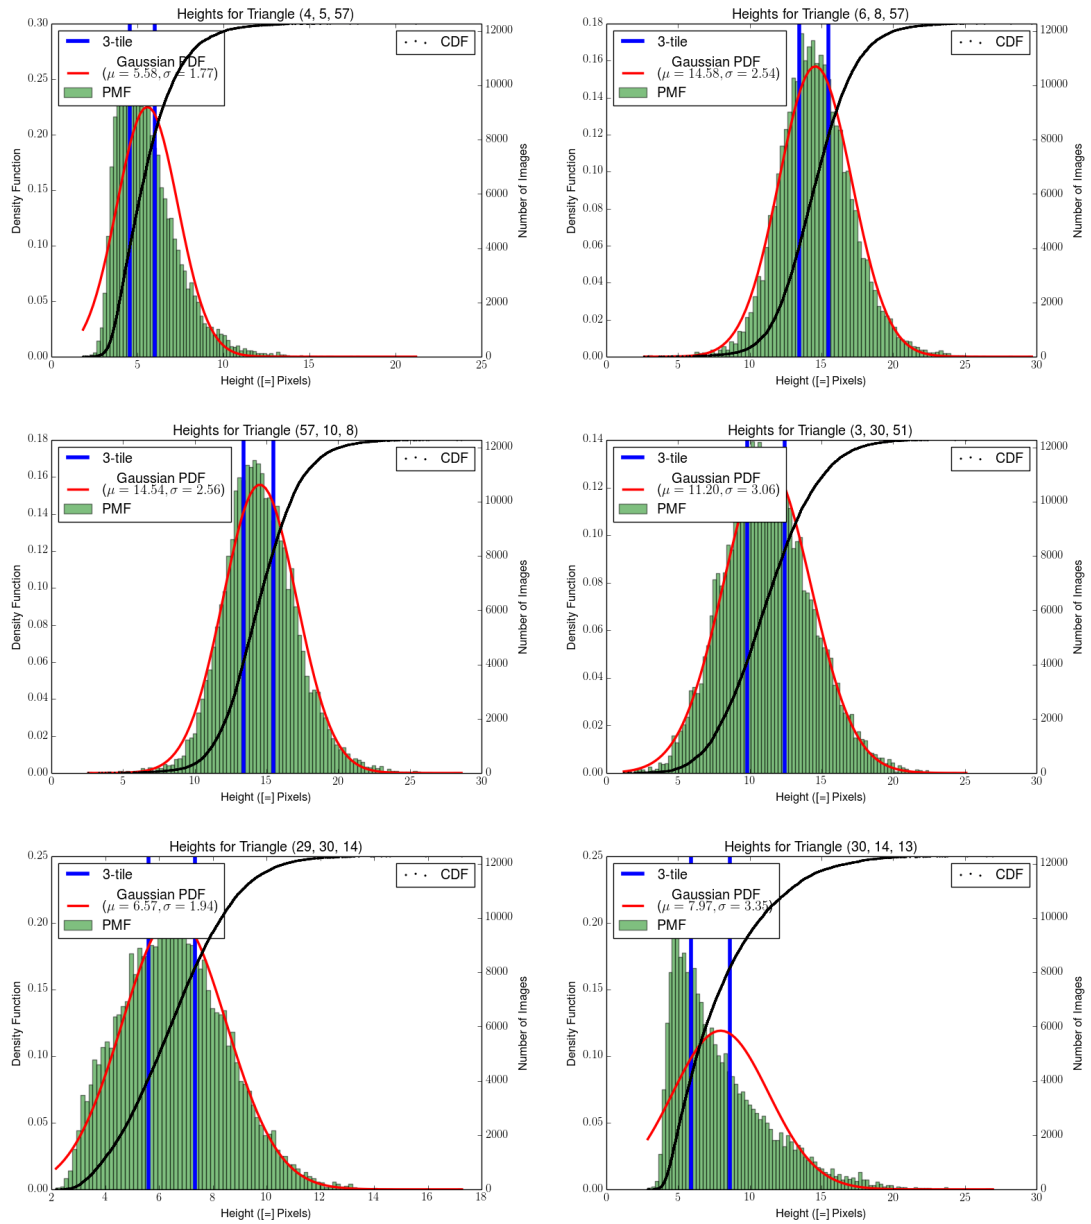 Heights for Triangle (4, 5, 57)
3-tile
Gaussian PDF
(μ = 5.58, σ = 1.77)
PMF
CDF
0.30
0.25
0.20
0.15
0.10
0.05
0.00
Density Function
12000
10000
8000
6000
4000
2000
0
Number of Images
0 5 10 15 20 25
Height ([=] Pixels)
Heights for Triangle (6, 8, 57)
3-tile
Gaussian PDF
(μ = 14.58, σ = 2.54)
PMF
CDF
0.18
0.16
0.14
0.12
0.10
0.08
0.06
0.04
0.02
0.00
Density Function
12000
10000
8000
6000
4000
2000
0
Number of Images
0 5 10 15 20 25 30
Height ([=] Pixels)
Heights for Triangle (57, 10, 8)
3-tile
Gaussian PDF
(μ = 14.54, σ = 2.56)
PMF
CDF
0.18
0.16
0.14
0.12
0.10
0.08
0.06
0.04
0.02
0.00
Density Function
12000
10000
8000
6000
4000
2000
0
Number of Images
0 5 10 15 20 25 30
Height ([=] Pixels)
Heights for Triangle (3, 30, 51)
3-tile
Gaussian PDF
(μ = 11.20, σ = 3.06)
PMF
CDF
0.14
0.12
0.10
0.08
0.06
0.04
0.02
0.00
Density Function
12000
10000
8000
6000
4000
2000
0
Number of Images
0 5 10 15 20 25 30
Height ([=] Pixels)
Heights for Triangle (29, 30, 14)
3-tile
Gaussian PDF
(μ = 6.57, σ = 1.94)
PMF
CDF
0.25
0.20
0.15
0.10
0.05
0.00
Density Function
12000
10000
8000
6000
4000
2000
0
Number of Images
2 4 6 8 10 12 14 16 18
Height ([=] Pixels)
Heights for Triangle (30, 14, 13)
3-tile
Gaussian PDF
(μ = 7.97, σ = 3.35)
PMF
CDF
0.25
0.20
0.15
0.10
0.05
0.00
Density Function
12000
10000
8000
6000
4000
2000
0
Number of Images
0 5 10 15 20 25 30
Height ([=] Pixels)